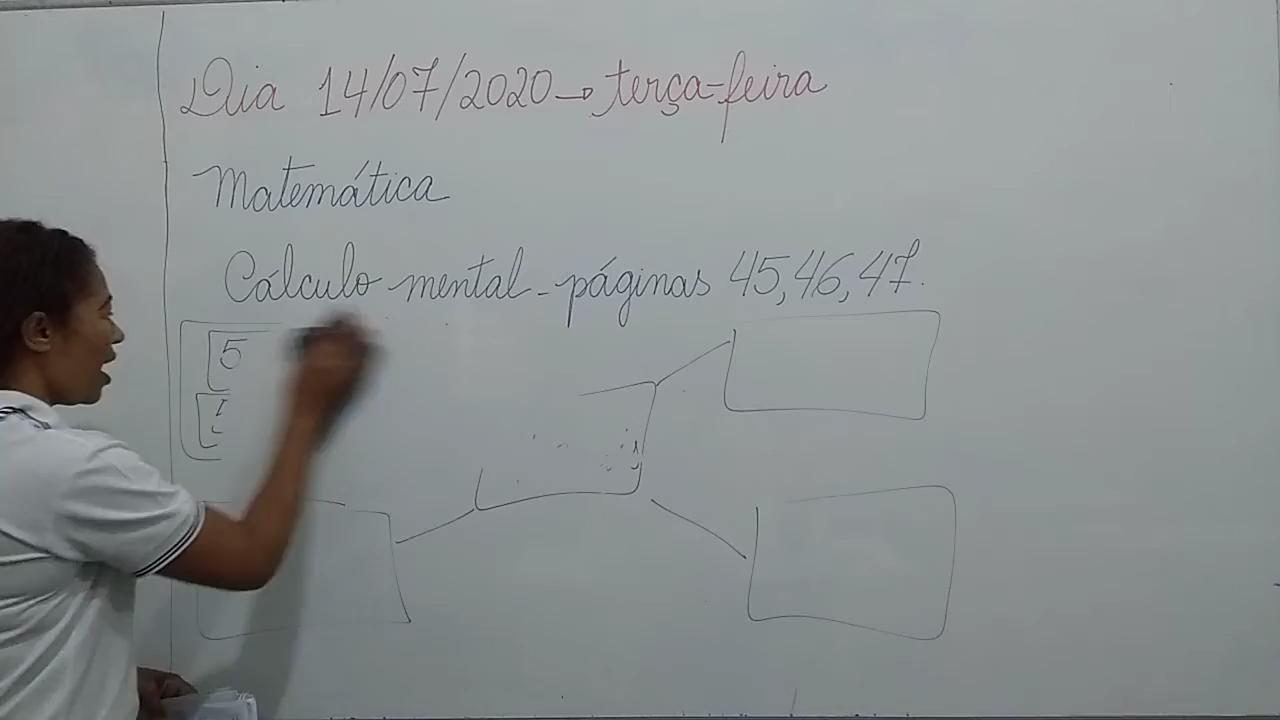 Dia 14/07/2020 → terça-feira
Matemática
Cálculo mental - páginas 45, 46, 47.
5